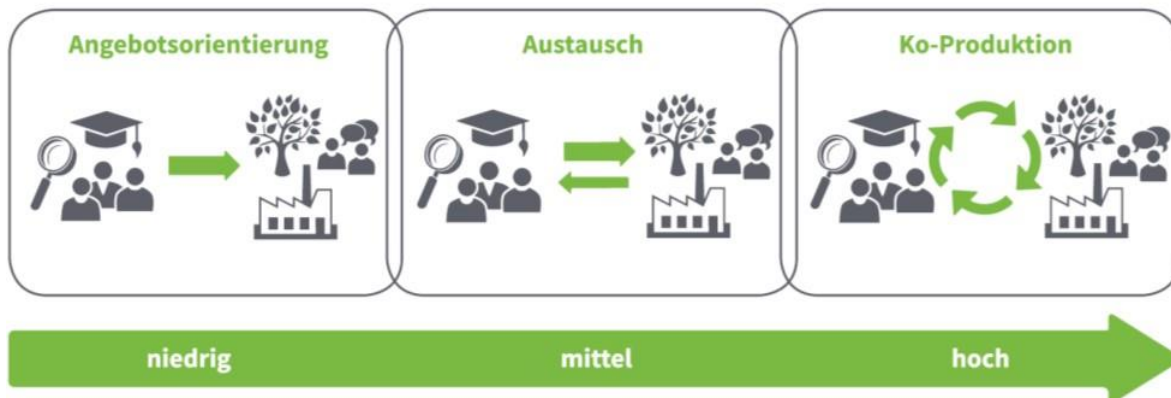 Angebotsorientierung
Austausch
Ko-Produktion
niedrig
mittel
hoch